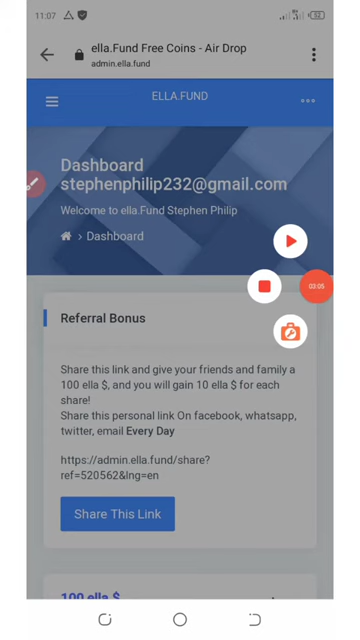 11:07
52
ella.Fund Free Coins - Air Drop
admin.ella.fund
ELLA.FUND
Dashboard
stephenphilip232@gmail.com
Welcome to ella.Fund Stephen Philip
Dashboard
03:05
Referral Bonus
Share this link and give your friends and family a
100 ella $, and you will gain 10 ella $ for each
share!
Share this personal link On facebook, whatsapp,
twitter, email Every Day
https://admin.ella.fund/share?
ref=520562&lng=en
Share This Link
100 ella $